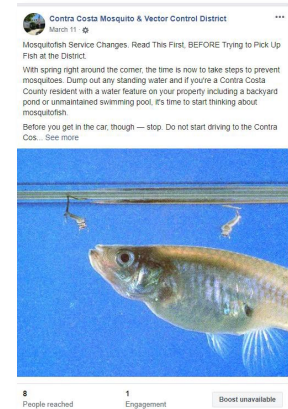 Contra Costa Mosquito & Vector Control District
March 11 ·
Mosquitofish Service Changes. Read This First, BEFORE Trying to Pick Up
Fish at the District.
With spring right around the corner, the time is now to take steps to prevent
mosquitoes. Dump out any standing water and if you're a Contra Costa
County resident with a water feature on your property including a backyard
pond or unmaintained swimming pool, it's time to start thinking about
mosquitofish.
Before you get in the car, though — stop. Do not start driving to the Contra
Cos... See more
8
People reached
1
Engagement
Boost unavailable